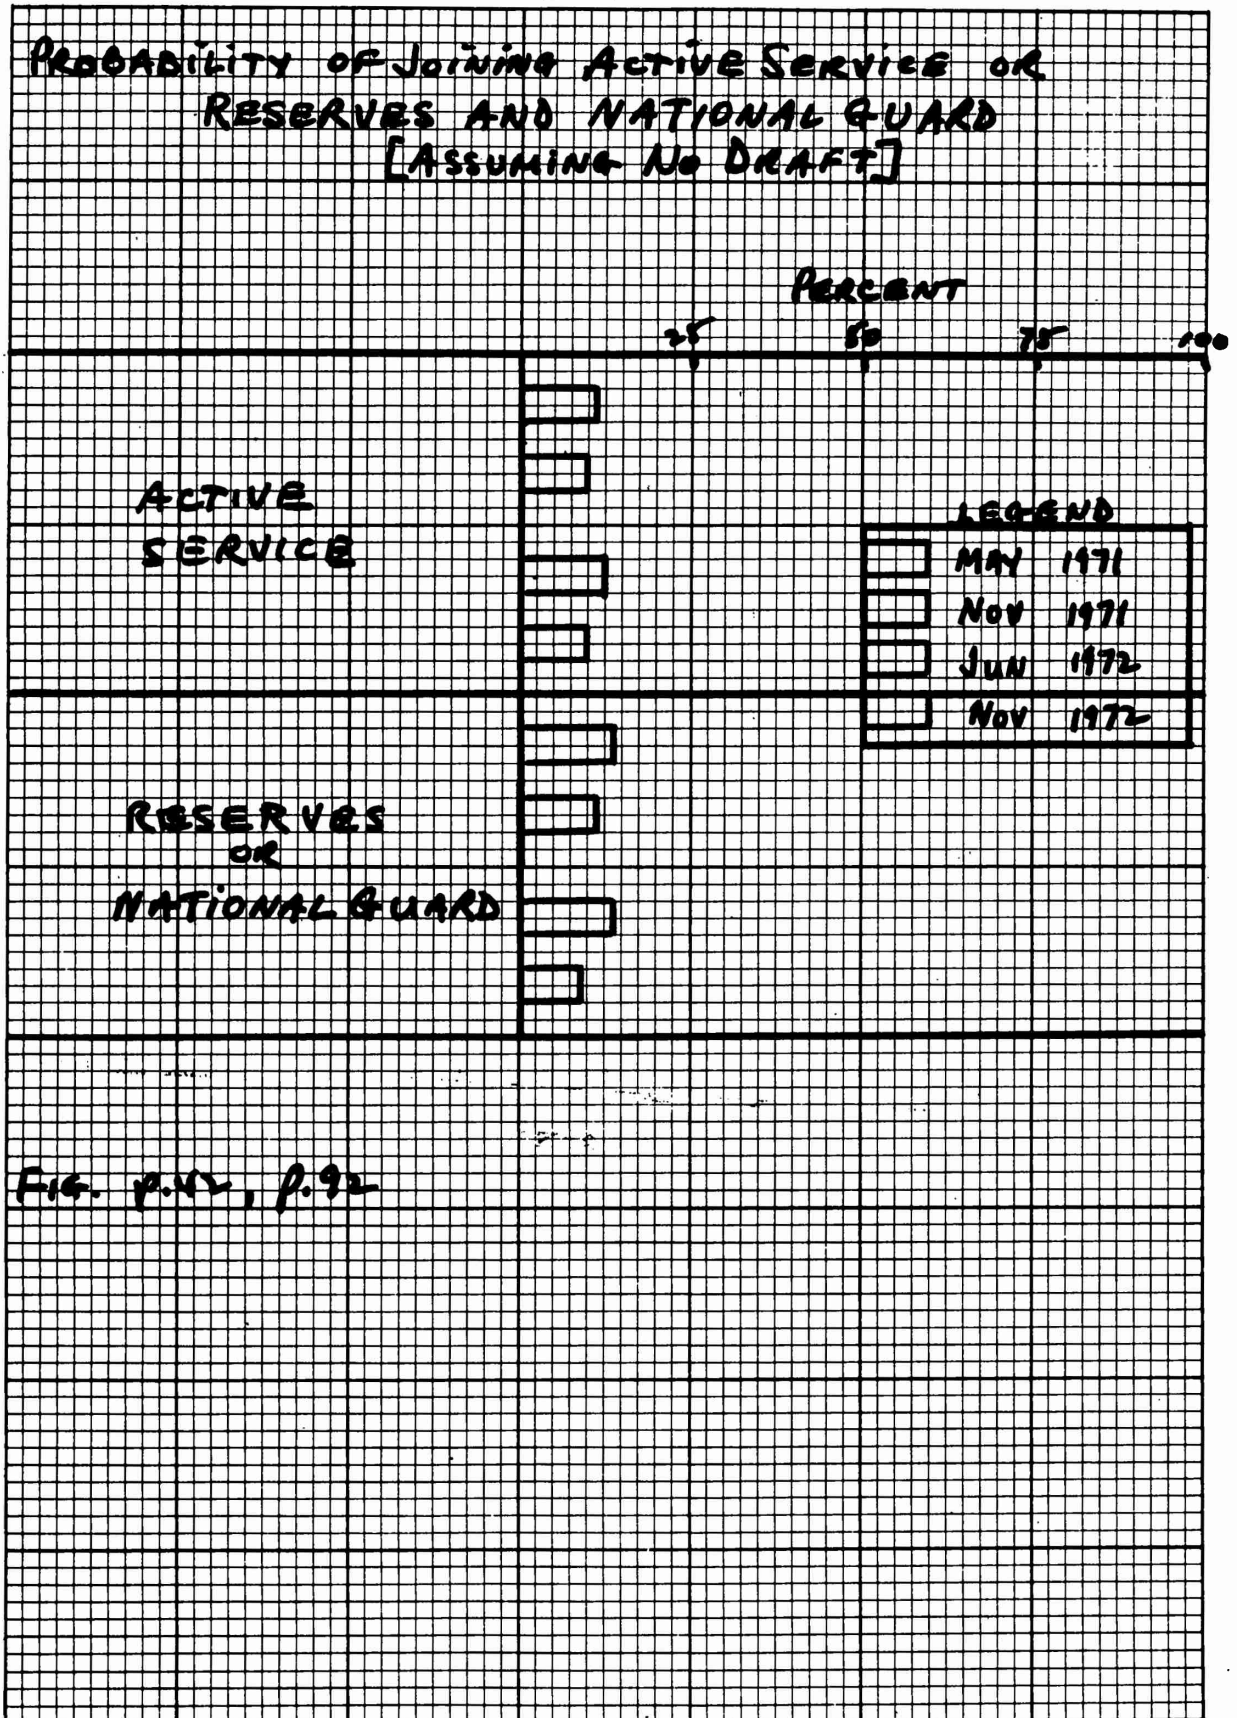 PROBABILITY OF JOINING ACTIVE SERVICE OR
RESERVES AND NATIONAL GUARD
[ASSUMING NO DRAFT]
PERCENT
25 50 75 100
ACTIVE
SERVICE
LEGEND
MAY 1971
NOV 1971
JUN 1972
NOV 1972
RESERVES
OR
NATIONAL GUARD
FIG. P.42, P.92